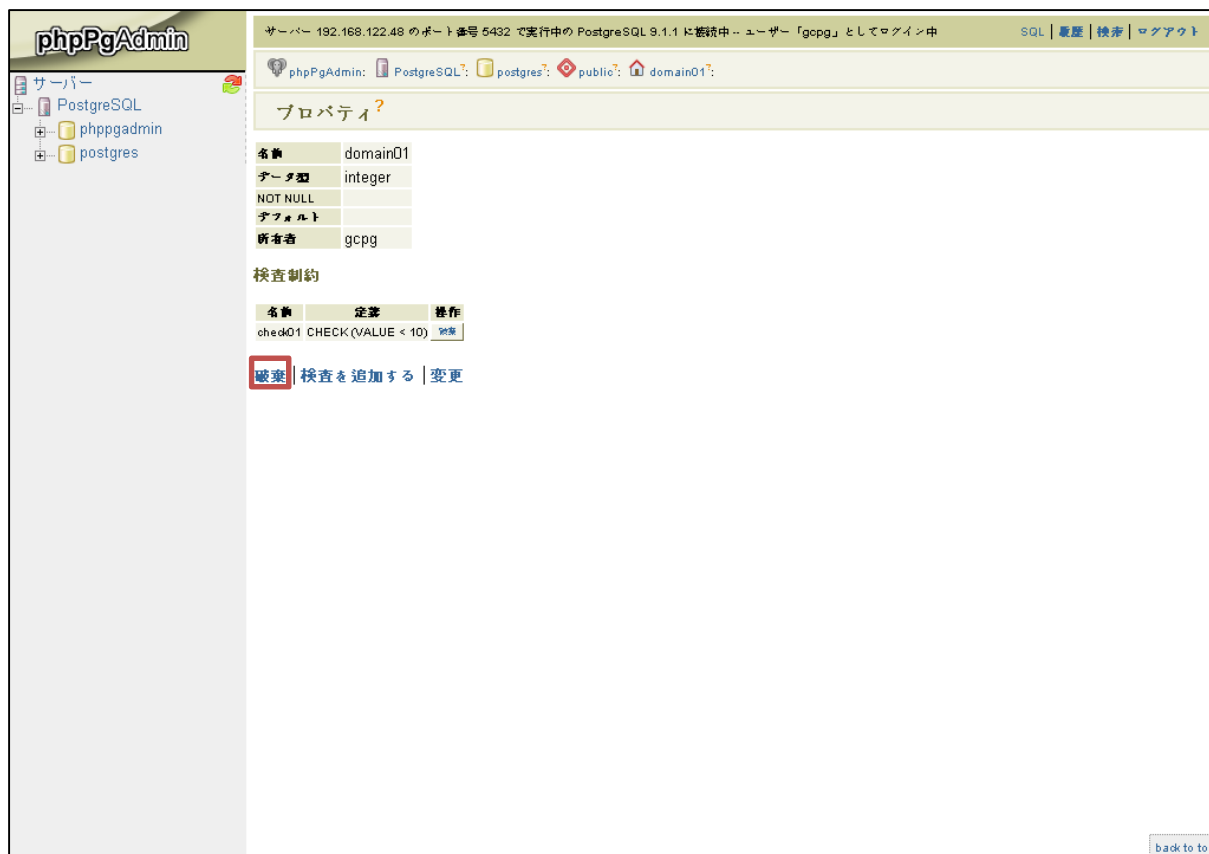 phpPgAdmin
サーバー 192.168.122.48 のポート番号 5432 で実行中の PostgreSQL 9.1.1 に接続中 -- ユーザー 「gcpg」としてログイン中
SQL | 履歴 | 検索 | ログアウト
phpPgAdmin: PostgreSQL?: postgres?: public?: domain01?:
サーバー
PostgreSQL
phppgadmin
postgres
プロパティ?
名前 domain01
データ型 integer
NOT NULL
デフォルト
所有者 gcpg
検査制約
名前 定義 操作
check01 CHECK (VALUE < 10) 破棄
破棄 | 検査を追加する | 変更
back to to